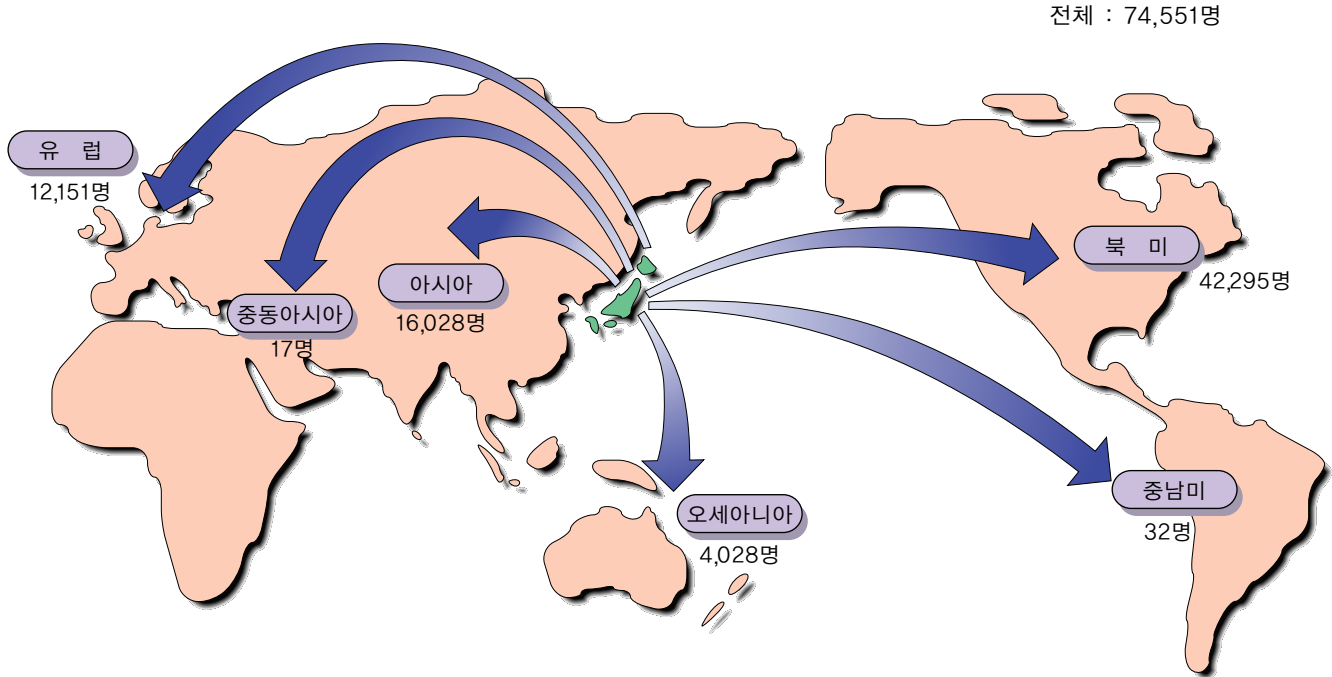 전체 : 74,551명
유 럽
12,151명
북 미
42,295명
아시아
16,028명
중동아시아
17명
중남미
32명
오세아니아
4,028명